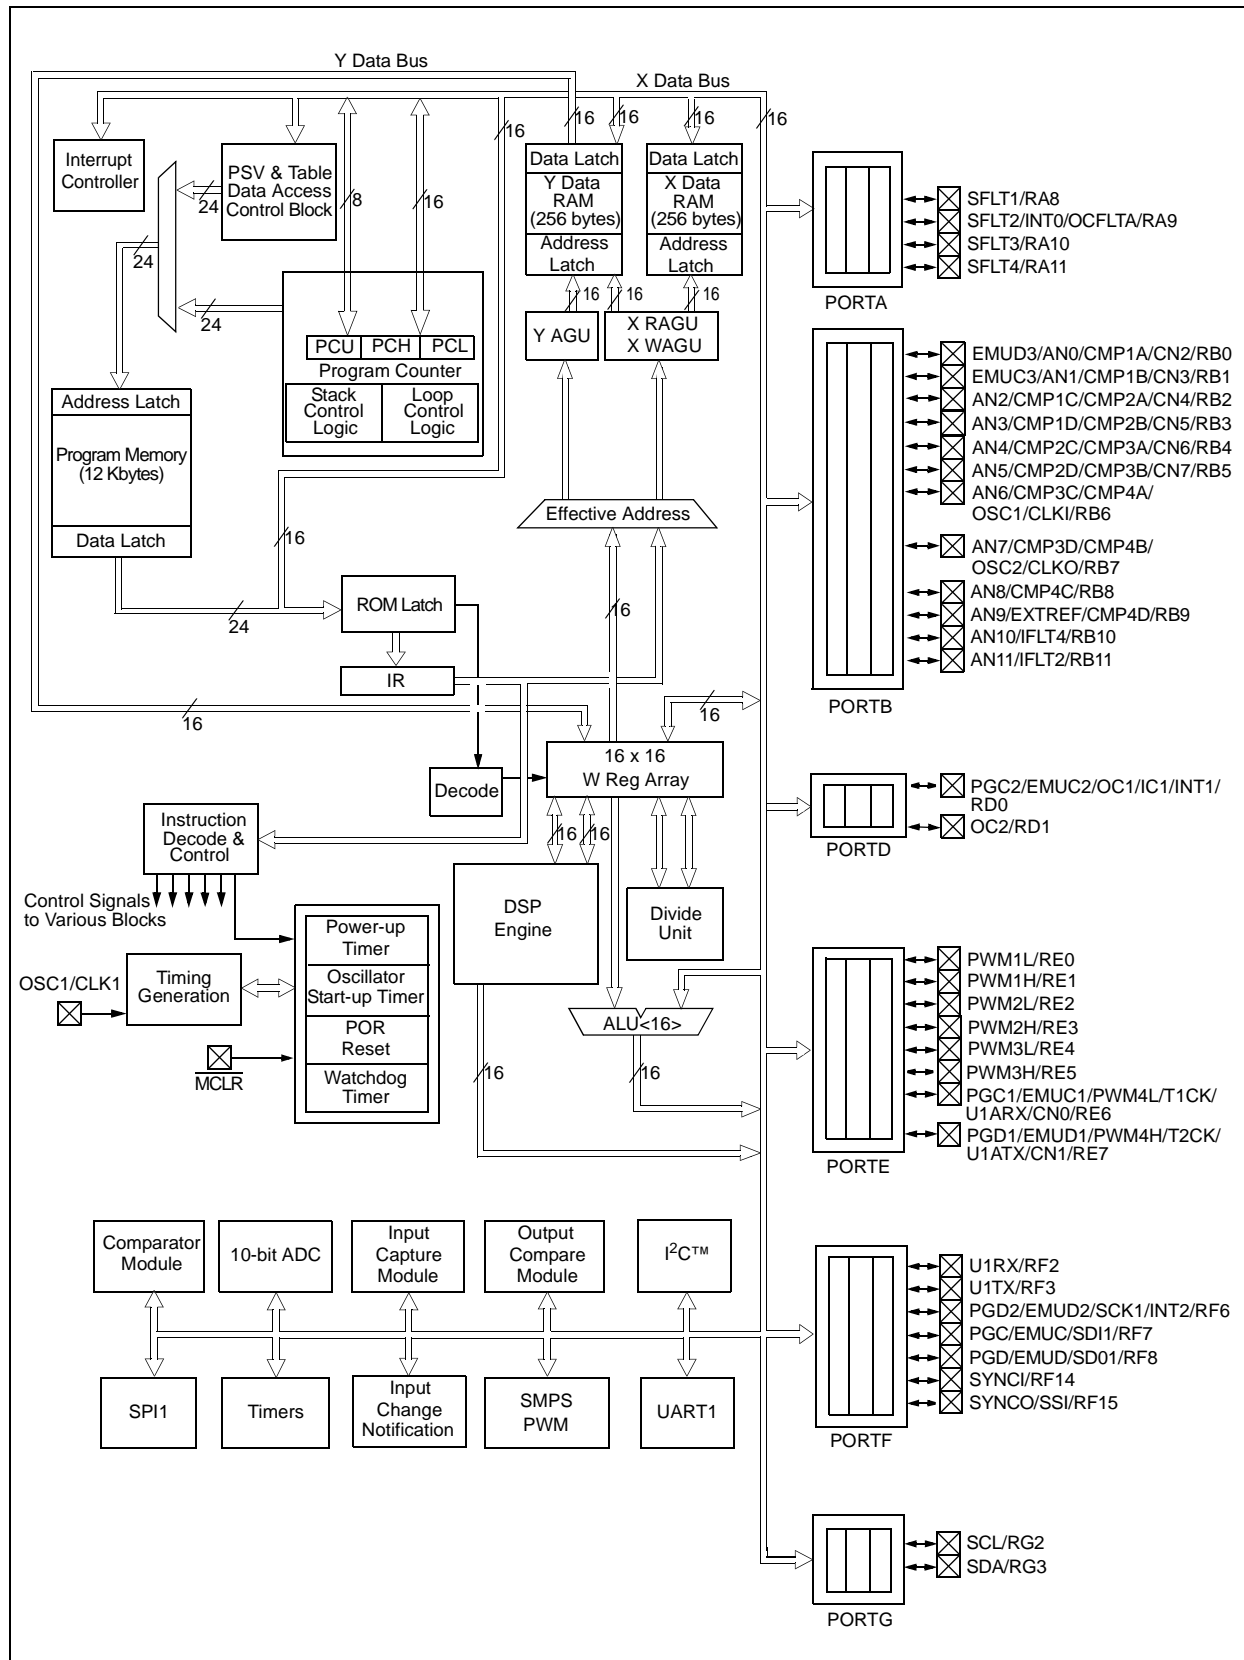 Y Data Bus
X Data Bus
16
16
16
16
16
Interrupt
Controller
PSV & Table
Data Access
Control Block
24
8
16
24
24
Data Latch
Y Data
RAM
(256 bytes)
Address
Latch
Data Latch
X Data
RAM
(256 bytes)
Address
Latch
16
16
16
Y AGU
X RAGU
X WAGU
PCU
PCH
PCL
Program Counter
Stack
Control
Logic
Loop
Control
Logic
Address Latch
Program Memory
(12 Kbytes)
Data Latch
Effective Address
16
24
ROM Latch
16
IR
16
16
16 x 16
W Reg Array
Decode
Instruction
Decode &
Control
16
16
Control Signals
to Various Blocks
DSP
Engine
Divide
Unit
Power-up
Timer
Oscillator
Start-up Timer
POR
Reset
Watchdog
Timer
OSC1/CLK1
Timing
Generation
MCLR
ALU<16>
16
16
Comparator
Module
10-bit ADC
Input
Capture
Module
Output
Compare
Module
I2C™
SPI1
Timers
Input
Change
Notification
SMPS
PWM
UART1
SFLT1/RA8
SFLT2/INT0/OCFLTA/RA9
SFLT3/RA10
SFLT4/RA11
PORTA
EMUD3/AN0/CMP1A/CN2/RB0
EMUC3/AN1/CMP1B/CN3/RB1
AN2/CMP1C/CMP2A/CN4/RB2
AN3/CMP1D/CMP2B/CN5/RB3
AN4/CMP2C/CMP3A/CN6/RB4
AN5/CMP2D/CMP3B/CN7/RB5
AN6/CMP3C/CMP4A/
OSC1/CLKI/RB6
AN7/CMP3D/CMP4B/
OSC2/CLKO/RB7
AN8/CMP4C/RB8
AN9/EXTREF/CMP4D/RB9
AN10/IFLT4/RB10
AN11/IFLT2/RB11
PORTB
PGC2/EMUC2/OC1/IC1/INT1/
RD0
OC2/RD1
PORTD
PWM1L/RE0
PWM1H/RE1
PWM2L/RE2
PWM2H/RE3
PWM3L/RE4
PWM3H/RE5
PGC1/EMUC1/PWM4L/T1CK/
U1ARX/CN0/RE6
PGD1/EMUD1/PWM4H/T2CK/
U1ATX/CN1/RE7
PORTE
U1RX/RF2
U1TX/RF3
PGD2/EMUD2/SCK1/INT2/RF6
PGC/EMUC/SDI1/RF7
PGD/EMUD/SD01/RF8
SYNCI/RF14
SYNCO/SSI/RF15
PORTF
SCL/RG2
SDA/RG3
PORTG